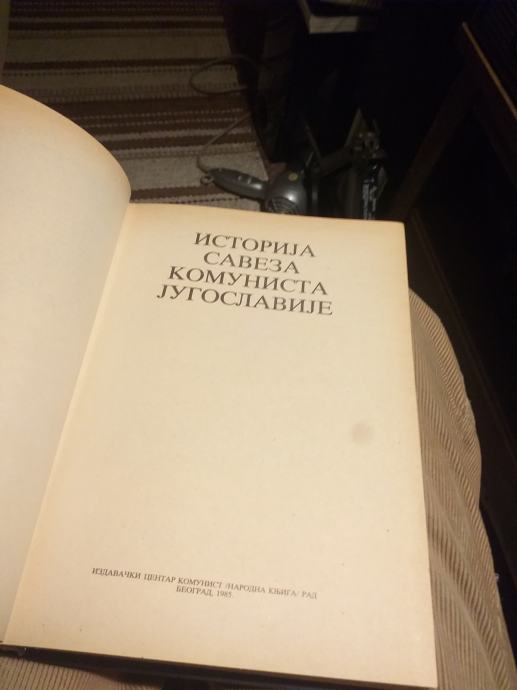 ИСТОРИЈА
САВЕЗА
КОМУНИСТА
ЈУГОСЛАВИЈЕ
ИЗДАВАЧКИ ЦЕНТАР КОМУНИСТ /НАРОДНА КЊИГА/ РАД
БЕОГРАД, 1985.